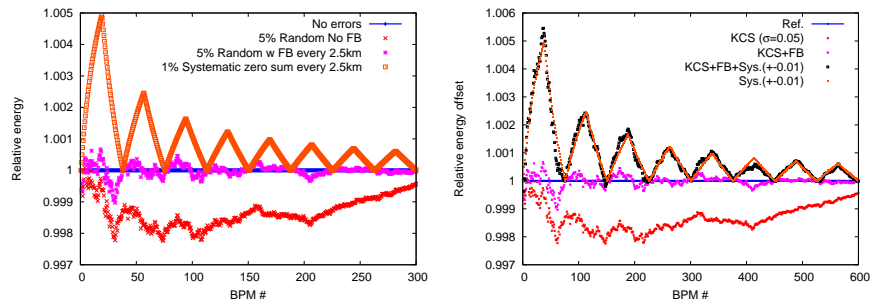 No errors
5% Random No FB
5% Random w FB every 2.5km
1% Systematic zero sum every 2.5km
1.005
1.004
1.003
1.002
1.001
1
0.999
0.998
0.997
Relative energy
0 50 100 150 200 250 300
BPM #
Ref.
KCS (σ=0.05)
KCS+FB
KCS+FB+Sys.(+-0.01)
Sys.(+-0.01)
1.006
1.005
1.004
1.003
1.002
1.001
1
0.999
0.998
0.997
Relative energy offset
0 100 200 300 400 500 600
BPM #